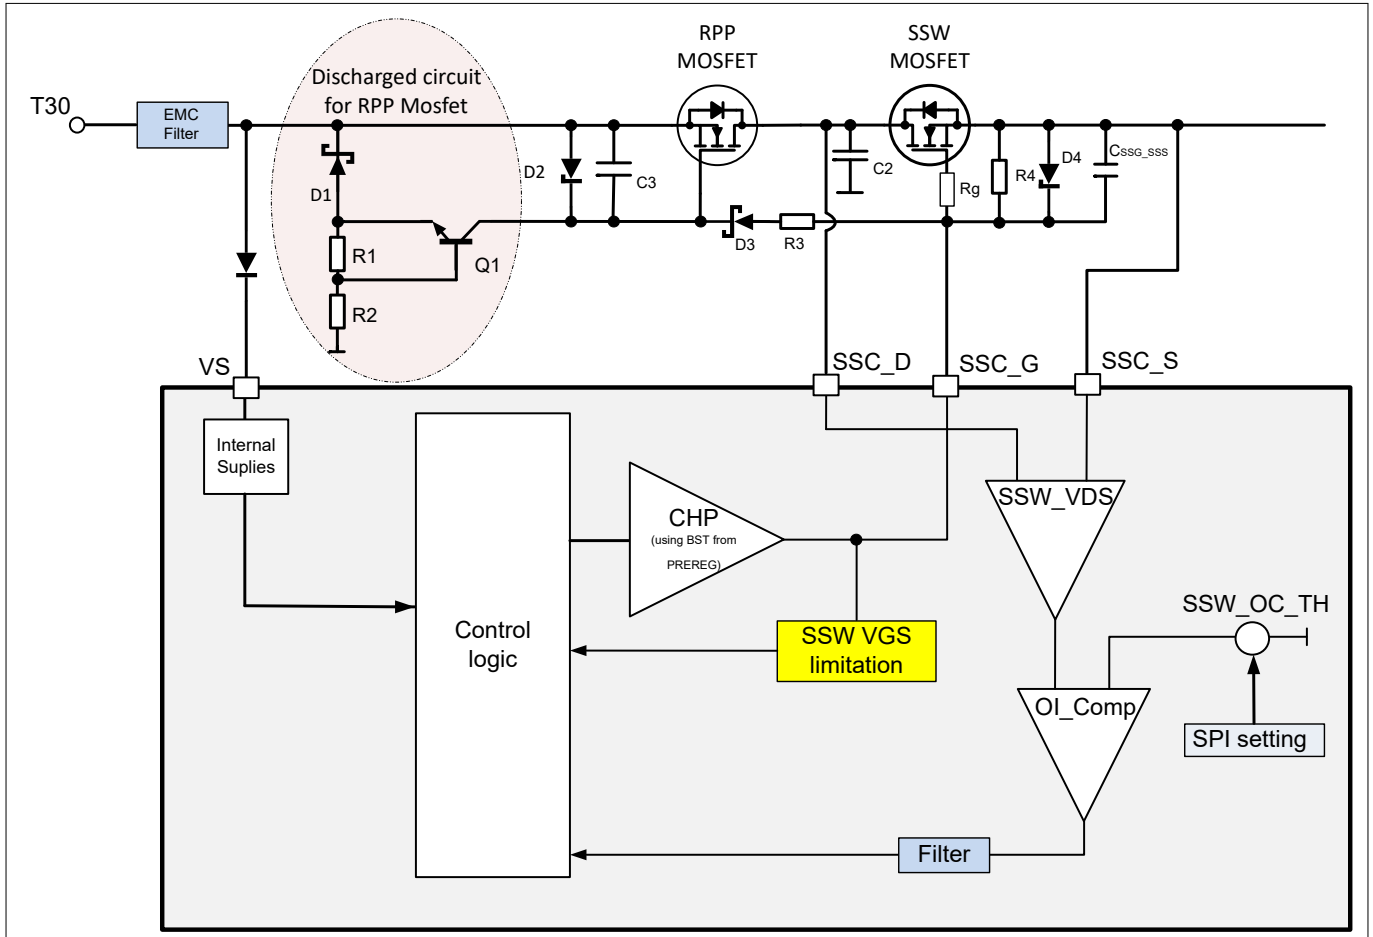 RPP
MOSFET
SSW
MOSFET
Discharged circuit
for RPP Mosfet
T30
EMC
Filter
D1
D2
C3
C2
Rg
R4
D4
CSSG_SSS
R1
Q1
D3
R3
R2
VS
SSC_D
SSC_G
SSC_S
Internal
Suplies
CHP
(using BST from
PREREG)
SSW_VDS
Control
logic
SSW VGS
limitation
SSW_OC_TH
OI_Comp
SPI setting
Filter